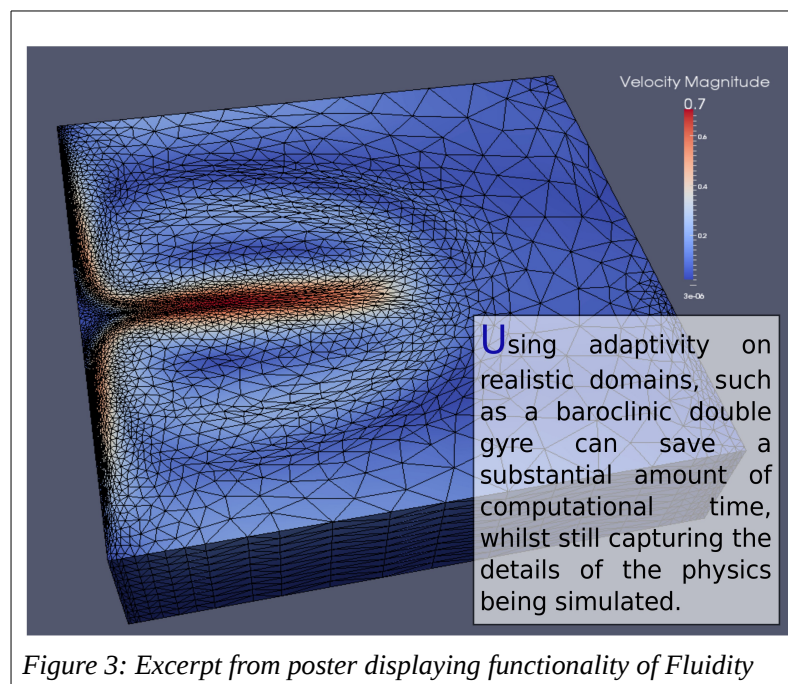 Velocity Magnitude
0.7
0.6
0.4
0.2
3e-06
Using adaptivity on
realistic domains, such
as a baroclinic double
gyre can save a
substantial amount of
computational time,
whilst still capturing the
details of the physics
being simulated.
Figure 3: Excerpt from poster displaying functionality of Fluidity